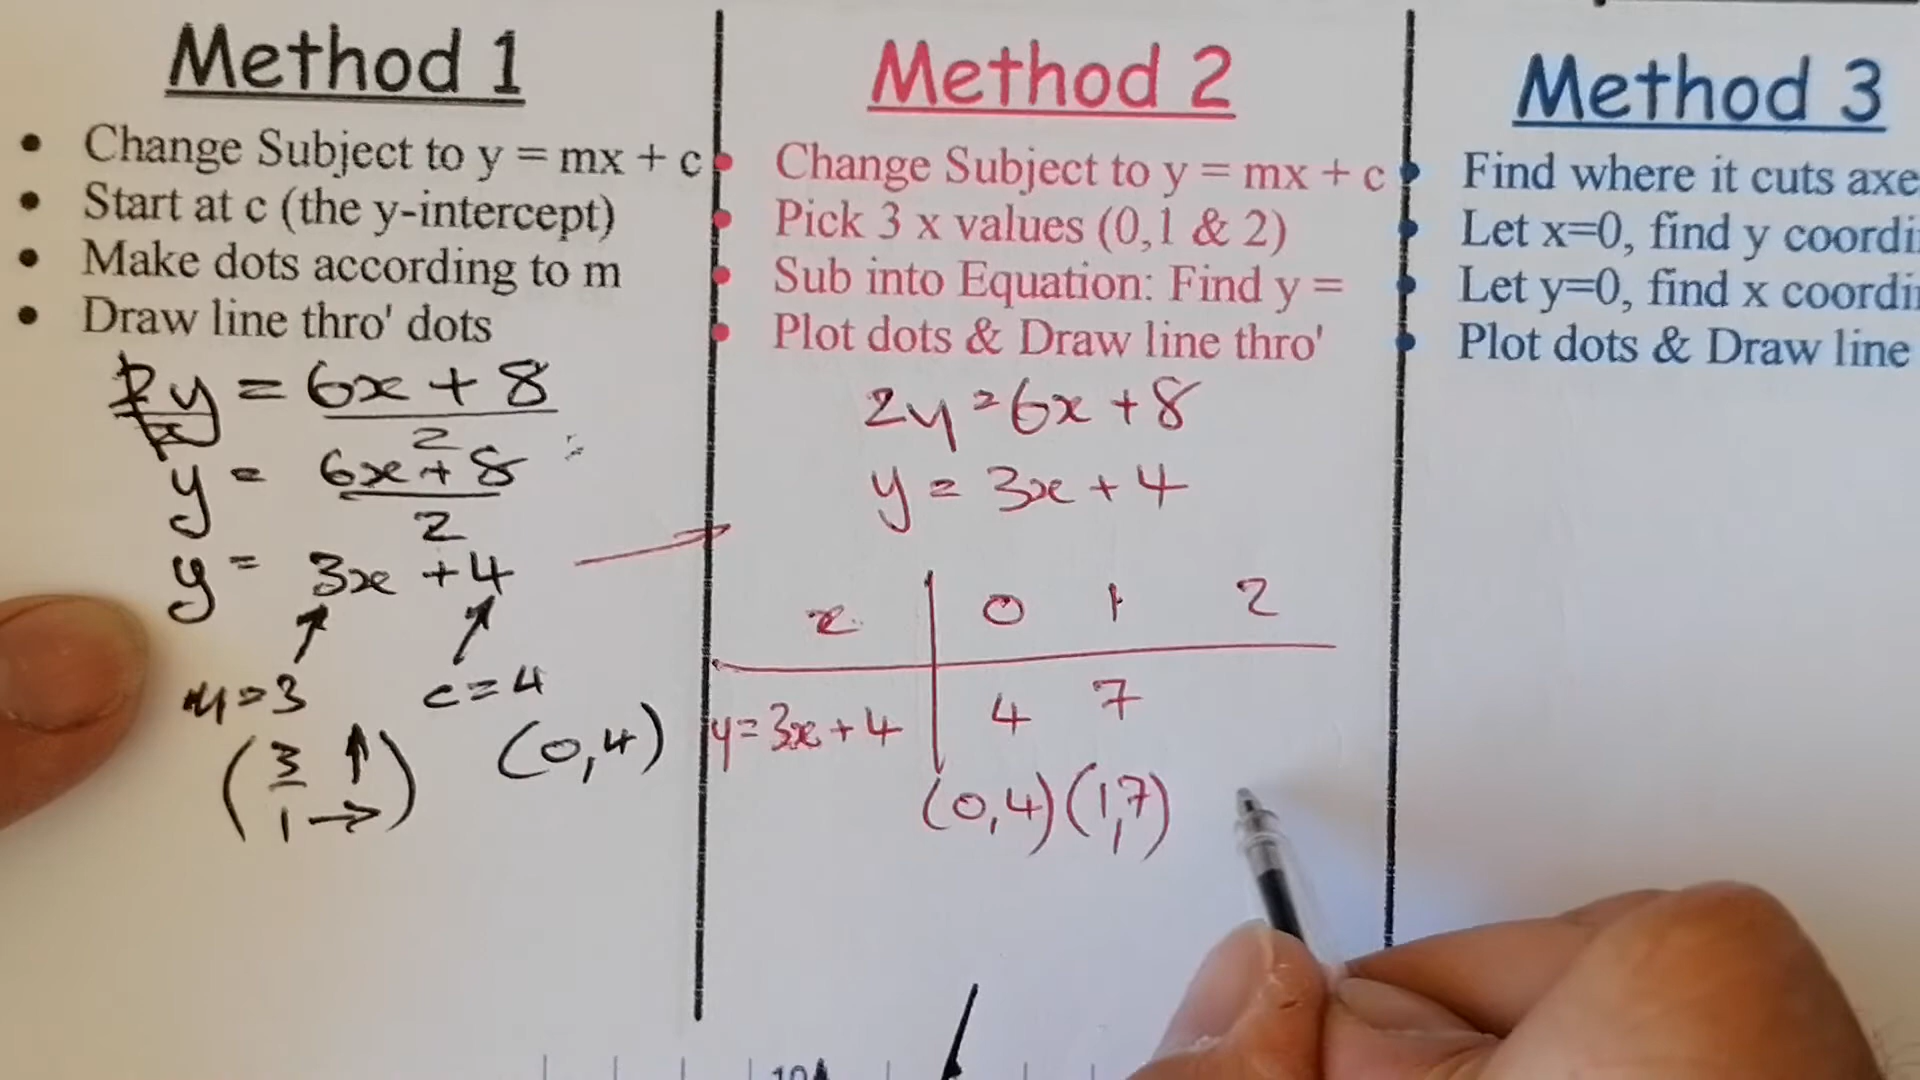 Method 1
• Change Subject to y = mx + c
• Start at c (the y-intercept)
• Make dots according to m
• Draw line thro' dots
2y = 6x + 8
2
y = 6x + 8
2
y = 3x + 4
m = 3 c = 4
(3 ↑ (0,4)
1 →)
Method 2
• Change Subject to y = mx + c
• Pick 3 x values (0,1 & 2)
• Sub into Equation: Find y =
• Plot dots & Draw line thro'
2y = 6x + 8
y = 3x + 4
x 0 1 2
y = 3x + 4 4 7
(0,4) (1,7)
Method 3
• Find where it cuts axe
• Let x=0, find y coordi
• Let y=0, find x coordi
• Plot dots & Draw line
10